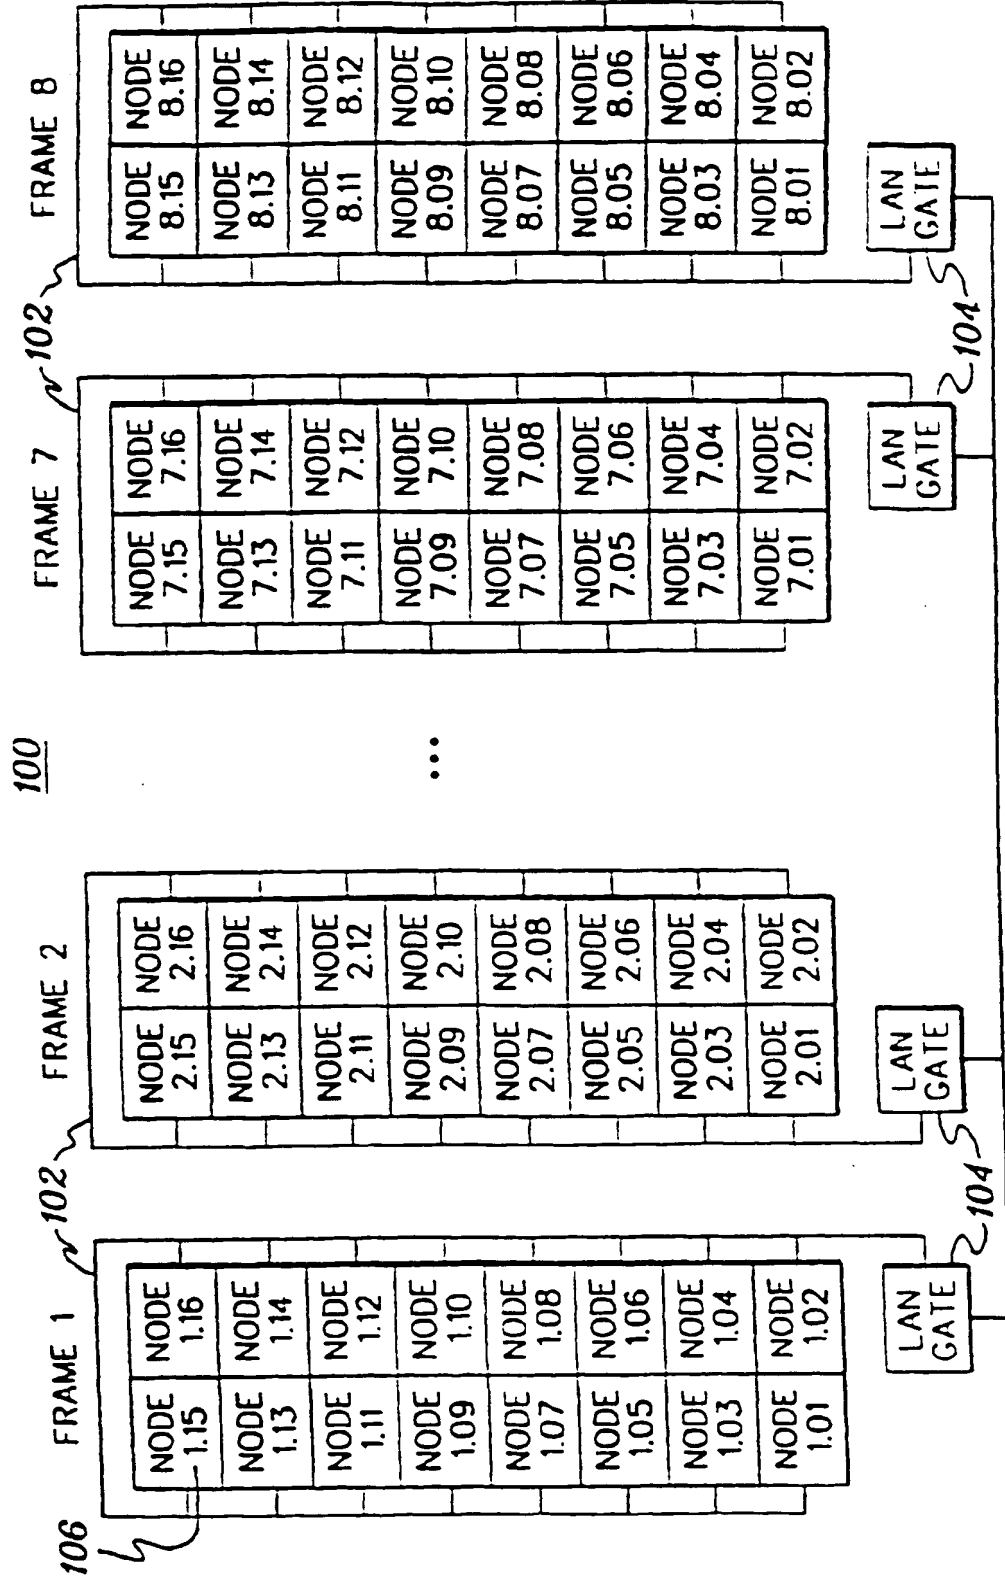 100
FRAME 1
FRAME 2
FRAME 7
FRAME 8
102
102
106
NODE 1.15
NODE 1.16
NODE 1.13
NODE 1.14
NODE 1.11
NODE 1.12
NODE 1.09
NODE 1.10
NODE 1.07
NODE 1.08
NODE 1.05
NODE 1.06
NODE 1.03
NODE 1.04
NODE 1.01
NODE 1.02
LAN
GATE
NODE 2.15
NODE 2.16
NODE 2.13
NODE 2.14
NODE 2.11
NODE 2.12
NODE 2.09
NODE 2.10
NODE 2.07
NODE 2.08
NODE 2.05
NODE 2.06
NODE 2.03
NODE 2.04
NODE 2.01
NODE 2.02
LAN
GATE
104
...
NODE 7.15
NODE 7.16
NODE 7.13
NODE 7.14
NODE 7.11
NODE 7.12
NODE 7.09
NODE 7.10
NODE 7.07
NODE 7.08
NODE 7.05
NODE 7.06
NODE 7.03
NODE 7.04
NODE 7.01
NODE 7.02
LAN
GATE
NODE 8.15
NODE 8.16
NODE 8.13
NODE 8.14
NODE 8.11
NODE 8.12
NODE 8.09
NODE 8.10
NODE 8.07
NODE 8.08
NODE 8.05
NODE 8.06
NODE 8.03
NODE 8.04
NODE 8.01
NODE 8.02
LAN
GATE
104